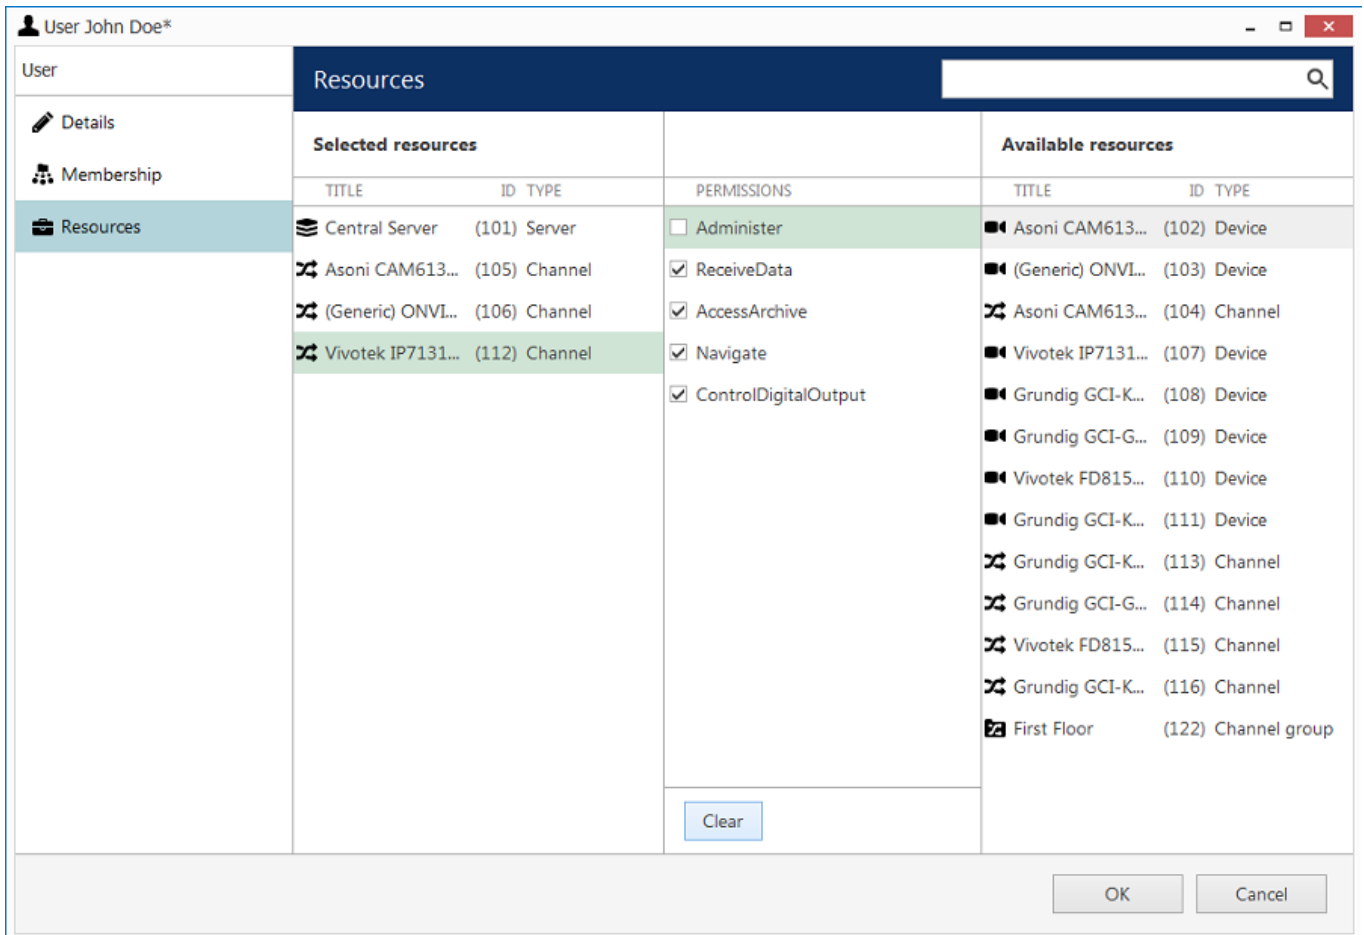 User John Doe*
User
Details
Membership
Resources
Resources
Selected resources
TITLE ID TYPE
Central Server (101) Server
Asoni CAM613... (105) Channel
(Generic) ONVI... (106) Channel
Vivotek IP7131... (112) Channel
PERMISSIONS
Administer
ReceiveData
AccessArchive
Navigate
ControlDigitalOutput
Clear
Available resources
TITLE ID TYPE
Asoni CAM613... (102) Device
(Generic) ONVI... (103) Device
Asoni CAM613... (104) Channel
Vivotek IP7131... (107) Device
Grundig GCI-K... (108) Device
Grundig GCI-G... (109) Device
Vivotek FD815... (110) Device
Grundig GCI-K... (111) Device
Grundig GCI-K... (113) Channel
Grundig GCI-G... (114) Channel
Vivotek FD815... (115) Channel
Grundig GCI-K... (116) Channel
First Floor (122) Channel group
OK Cancel